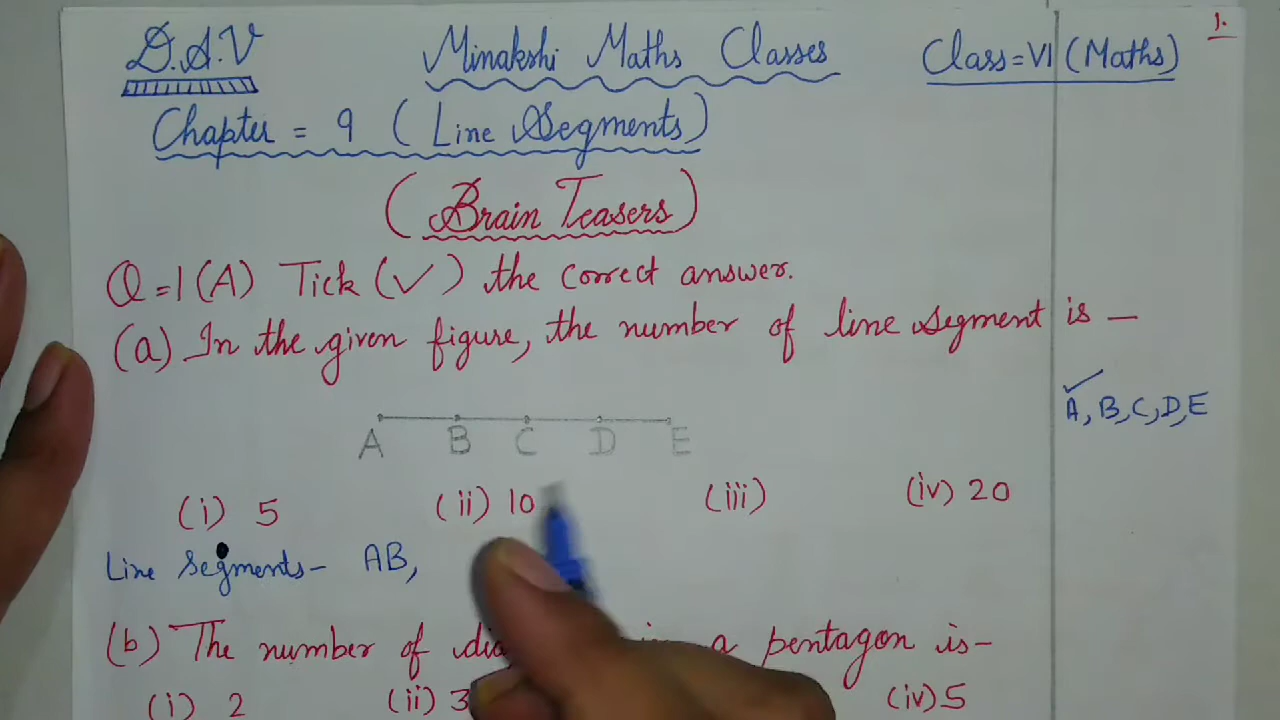 D.A.V Minakshi Maths Classes Class=VI (Maths) 1.
Chapter = 9 (Line Segments)
(Brain Teasers)
Q=1(A) Tick (✓) the correct answer.
(a) In the given figure, the number of line segment is —
✓
A, B, C, D, E
A B C D E
(i) 5 (ii) 10 (iii) (iv) 20
Line Segments- AB,
(b) The number of a pentagon is-
(i) 2 (ii) 3 (iv) 5